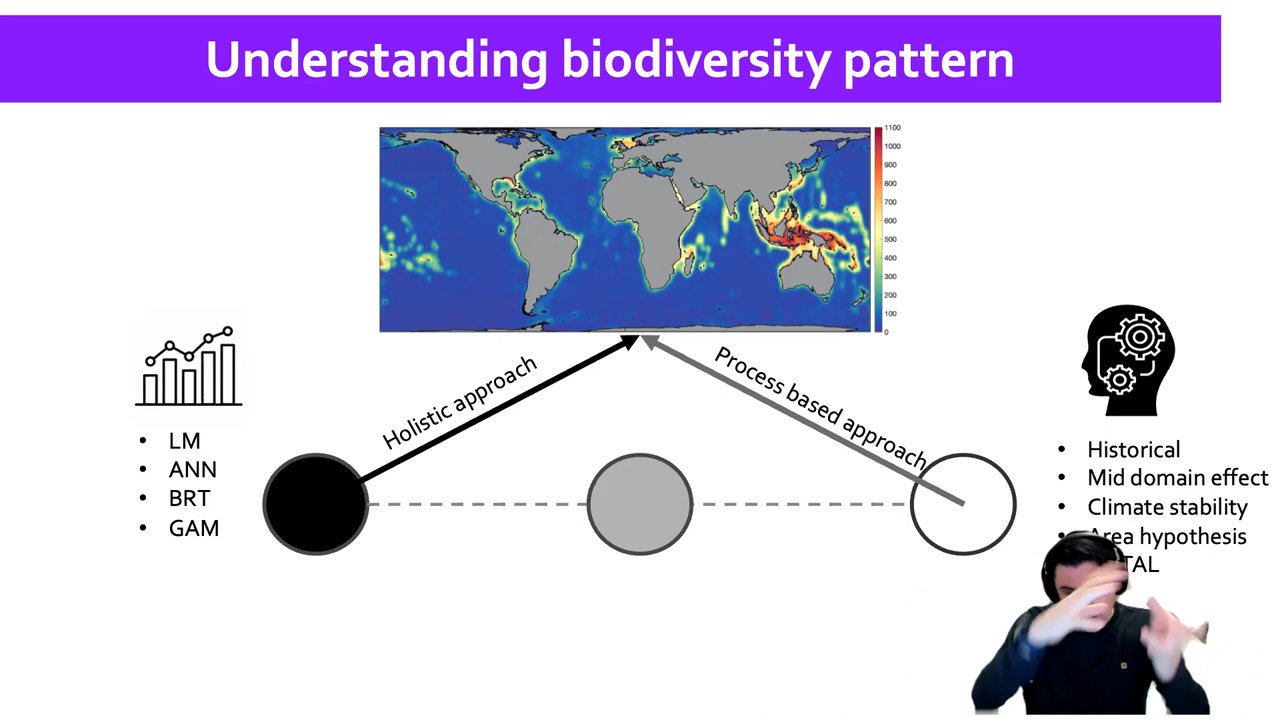 Understanding biodiversity pattern
1100
1000
900
800
700
600
500
400
300
200
100
0
Holistic approach
Process based approach
• LM
• ANN
• BRT
• GAM
• Historical
• Mid domain effect
• Climate stability
• Area hypothesis